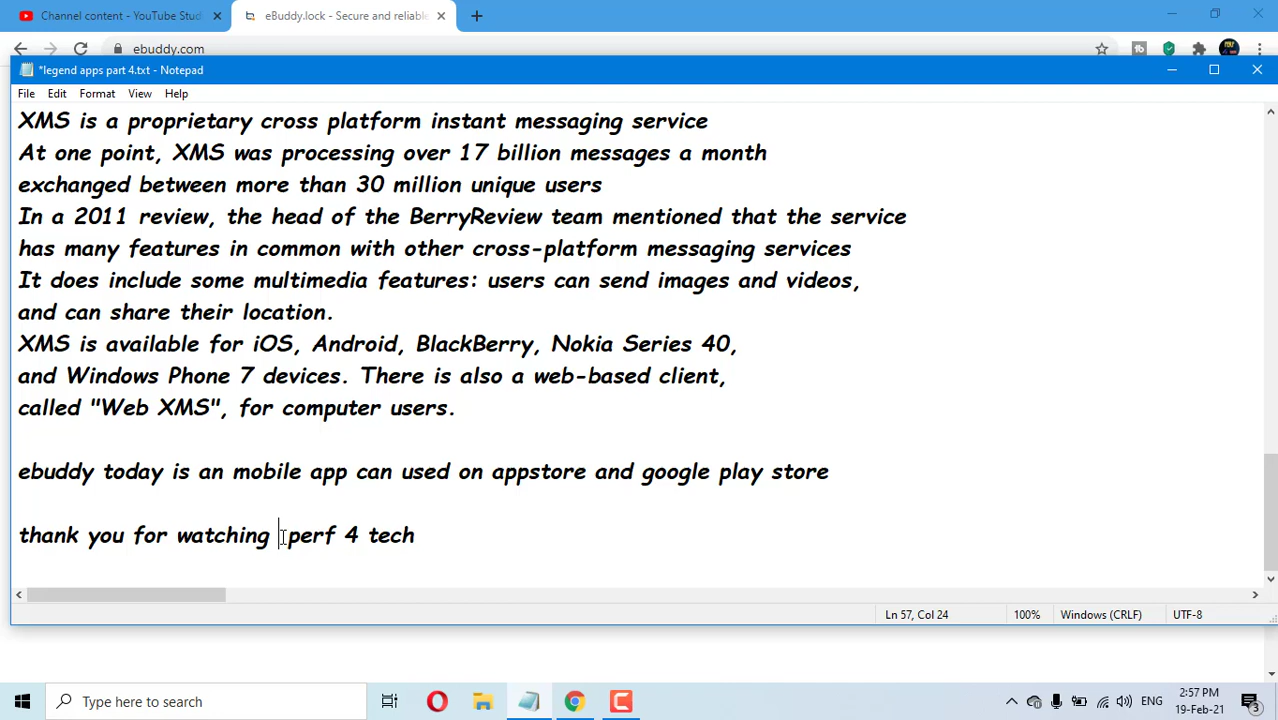 Channel content - YouTube Stud
eBuddy.lock - Secure and reliable
ebuddy.com
*legend apps part 4.txt - Notepad
File Edit Format View Help
XMS is a proprietary cross platform instant messaging service
At one point, XMS was processing over 17 billion messages a month
exchanged between more than 30 million unique users
In a 2011 review, the head of the BerryReview team mentioned that the service
has many features in common with other cross-platform messaging services
It does include some multimedia features: users can send images and videos,
and can share their location.
XMS is available for iOS, Android, BlackBerry, Nokia Series 40,
and Windows Phone 7 devices. There is also a web-based client,
called "Web XMS", for computer users.
ebuddy today is an mobile app can used on appstore and google play store
thank you for watching perf 4 tech
Ln 57, Col 24 100% Windows (CRLF) UTF-8
Type here to search
ENG
2:57 PM
19-Feb-21
3